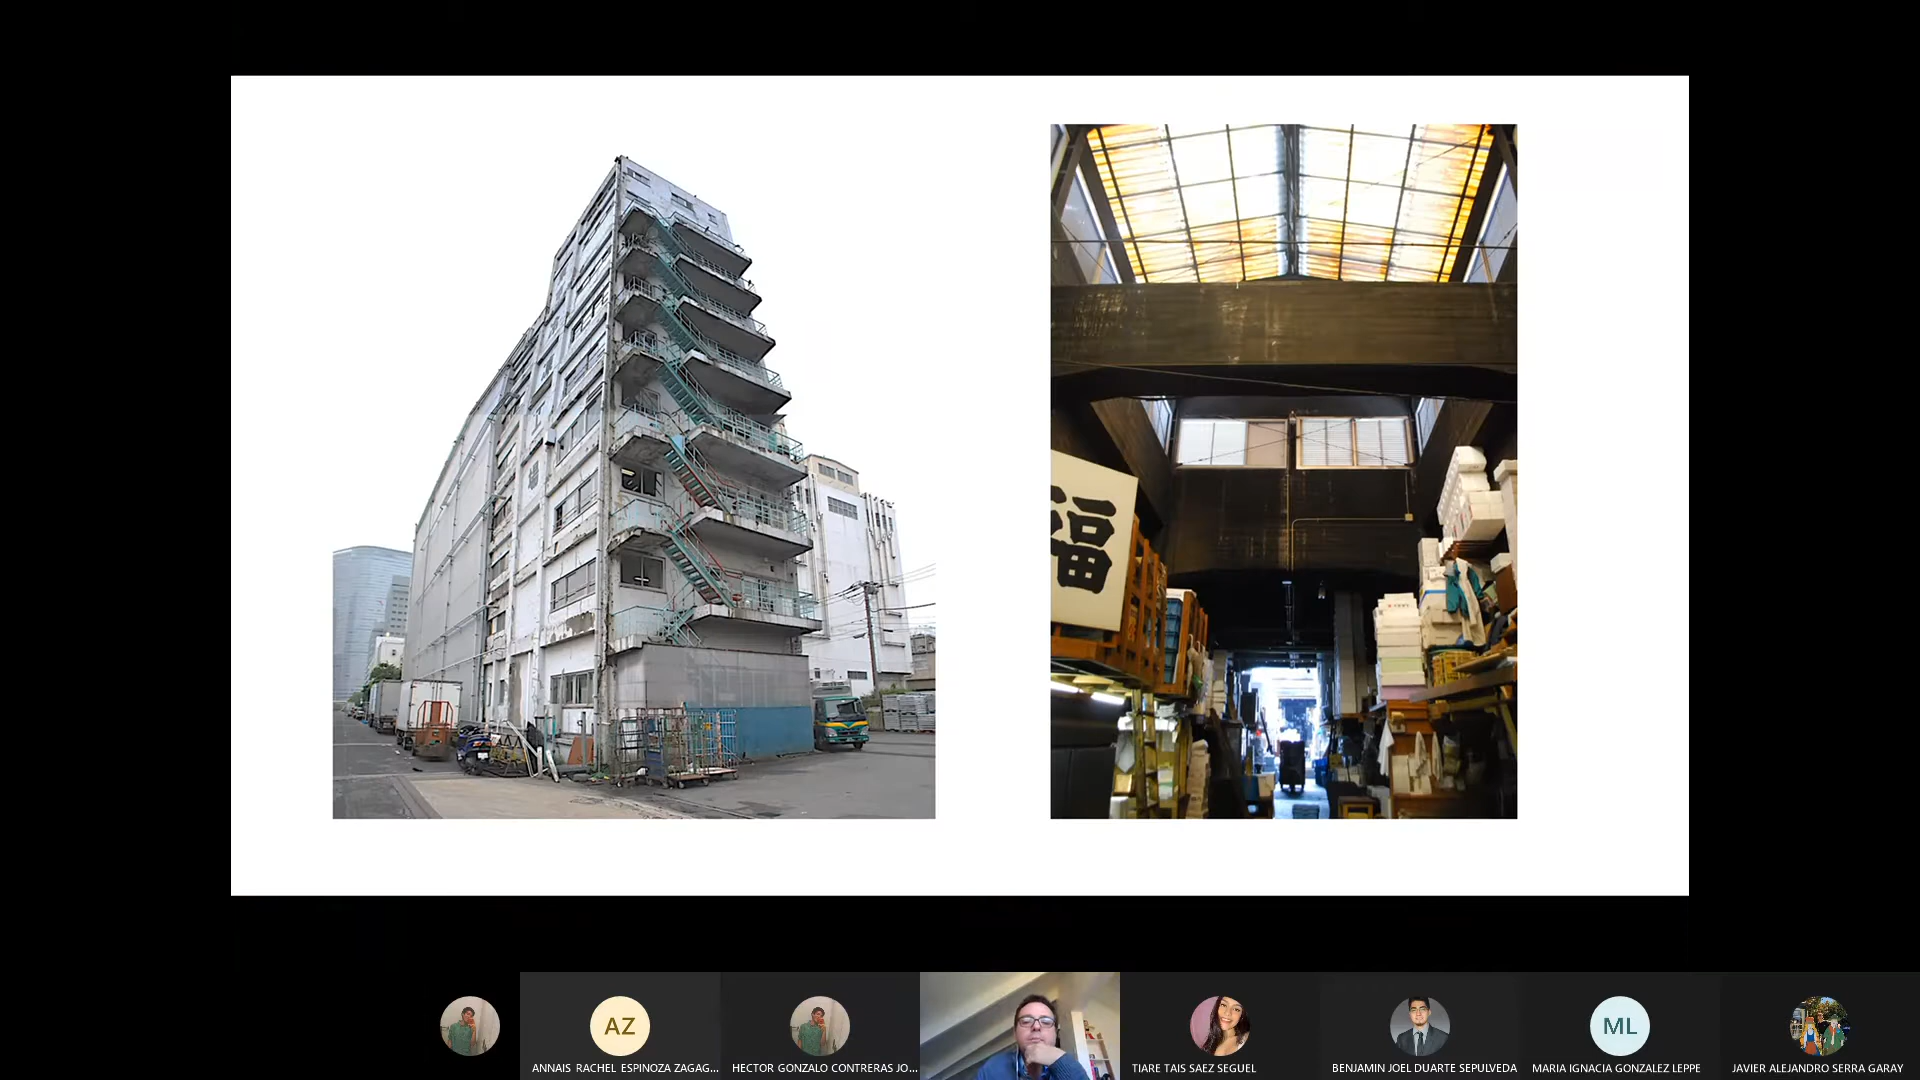 福
AZ
ANNAIS RACHEL ESPINOZA ZAGAG...
HECTOR GONZALO CONTRERAS JO...
TIARE TAIS SAEZ SEGUEL
BENJAMIN JOEL DUARTE SEPULVEDA
ML
MARIA IGNACIA GONZALEZ LEPPE
JAVIER ALEJANDRO SERRA GARAY